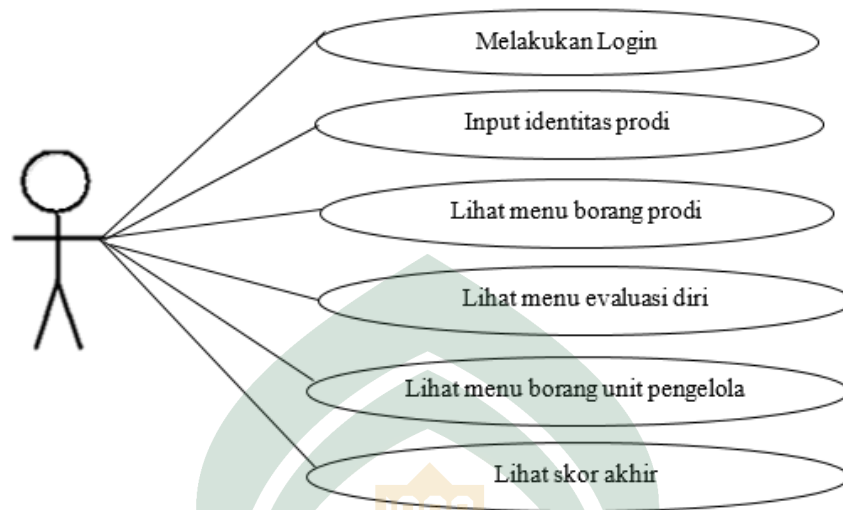 Melakukan Login
Input identitas prodi
Lihat menu borang prodi
Lihat menu evaluasi diri
Lihat menu borang unit pengelola
Lihat skor akhir